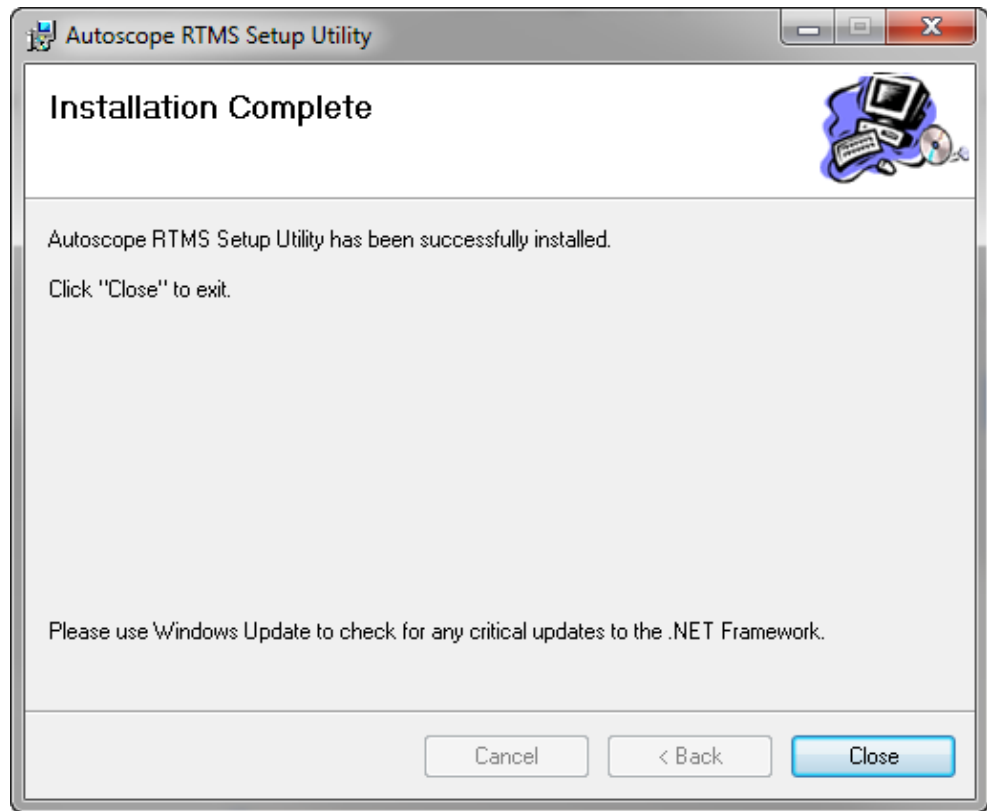 Autoscope RTMS Setup Utility
Installation Complete
Autoscope RTMS Setup Utility has been successfully installed.
Click "Close" to exit.
Please use Windows Update to check for any critical updates to the .NET Framework.
Cancel
< Back
Close